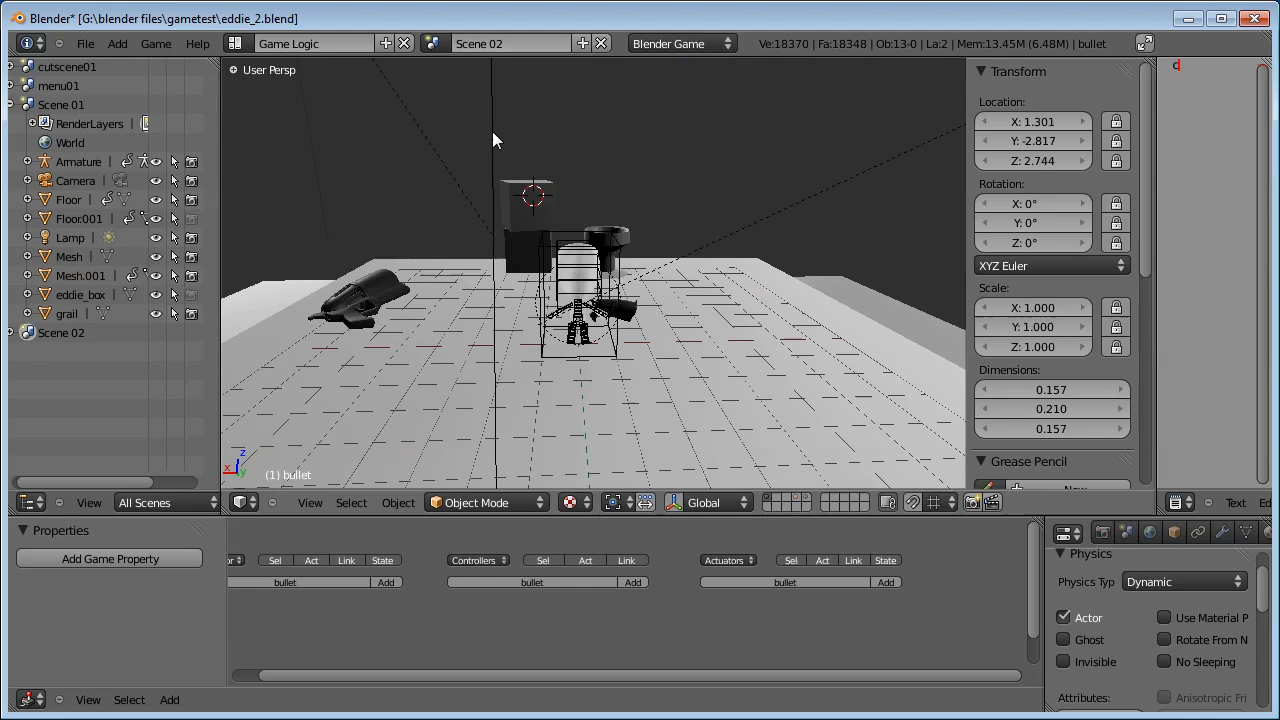 Blender* [G:\blender files\gametest\eddie_2.blend]
File Add Game Help Game Logic Scene 02 Blender Game Ve:18370 | Fa:18348 | Ob:13-0 | La:2 | Mem:13.45M (6.48M) | bullet
cutscene01
menu01
Scene 01
RenderLayers |
World
Armature |
Camera |
Floor |
Floor.001 |
Lamp |
Mesh |
Mesh.001 |
eddie_box |
grail |
Scene 02
View All Scenes
User Persp
z
x
y
(1) bullet
View Select Object Object Mode Global
Transform
Location:
X: 1.301
Y: -2.817
Z: 2.744
Rotation:
X: 0°
Y: 0°
Z: 0°
XYZ Euler
Scale:
X: 1.000
Y: 1.000
Z: 1.000
Dimensions:
0.157
0.210
0.157
Grease Pencil
New
c
Text Ed
Properties
Add Game Property
or Sel Act Link State
bullet Add
Controllers Sel Act Link
bullet Add
Actuators Sel Act Link State
bullet Add
View Select Add
Physics
Physics Typ Dynamic
Actor
Ghost
Invisible
Use Material P
Rotate From N
No Sleeping
Attributes:
Anisotropic Fri